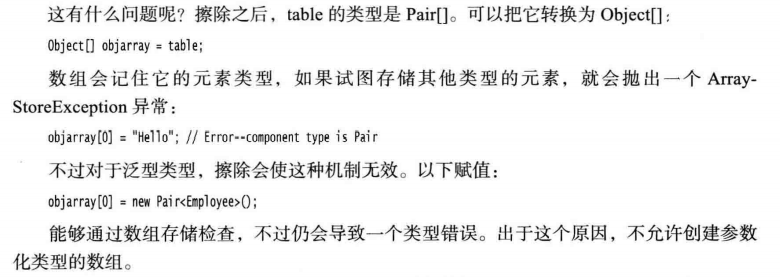 这有什么问题呢？擦除之后，table 的类型是 Pair[]。可以把它转换为 Object[]：
Object[] objarray = table;
数组会记住它的元素类型，如果试图存储其他类型的元素，就会抛出一个 Array-
StoreException 异常：
objarray[0] = "Hello"; // Error--component type is Pair
不过对于泛型类型，擦除会使这种机制无效。以下赋值：
objarray[0] = new Pair<Employee>();
能够通过数组存储检查，不过仍会导致一个类型错误。出于这个原因，不允许创建参数
化类型的数组。